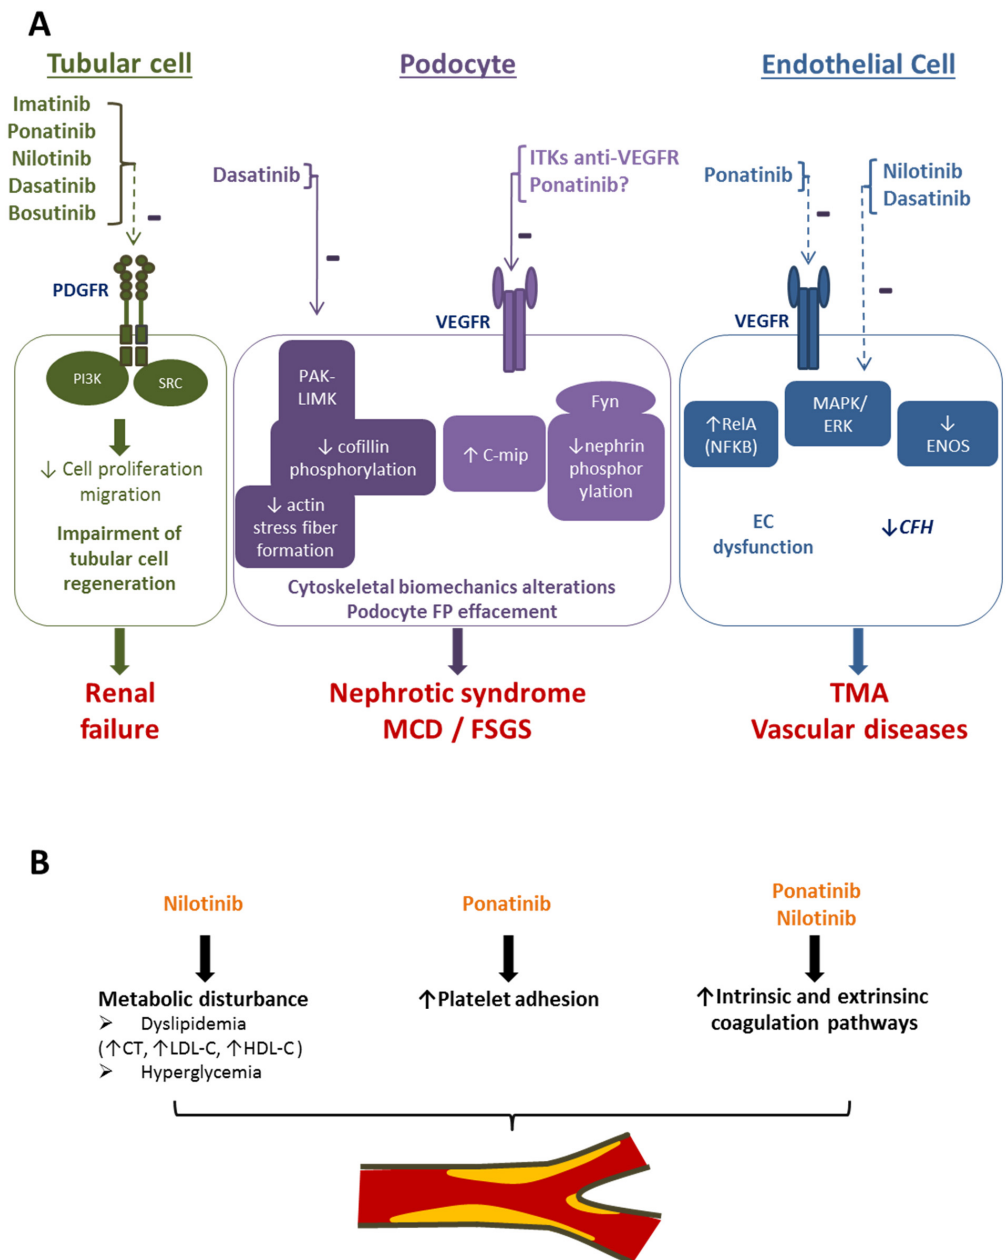 A
Tubular cell
Imatinib
Ponatinib
Nilotinib
Dasatinib
Bosutinib
-
PDGFR
PI3K
SRC
↓ Cell proliferation
migration
Impairment of
tubular cell
regeneration
Renal
failure
Podocyte
Dasatinib
-
ITKs anti-VEGFR
Ponatinib?
-
VEGFR
PAK-
LIMK
↓ cofillin
phosphorylation
↓ actin
stress fiber
formation
↑ C-mip
Fyn
↓nephrin
phosphor
ylation
Cytoskeletal biomechanics alterations
Podocyte FP effacement
Nephrotic syndrome
MCD / FSGS
Endothelial Cell
Ponatinib
-
Nilotinib
Dasatinib
-
VEGFR
↑RelA
(NFKB)
MAPK/
ERK
↓
ENOS
EC
dysfunction
↓CFH
TMA
Vascular diseases
B
Nilotinib
Metabolic disturbance
➢ Dyslipidemia
(↑CT, ↑LDL-C, ↑HDL-C)
➢ Hyperglycemia
Ponatinib
↑Platelet adhesion
Ponatinib
Nilotinib
↑Intrinsic and extrinsinc
coagulation pathways